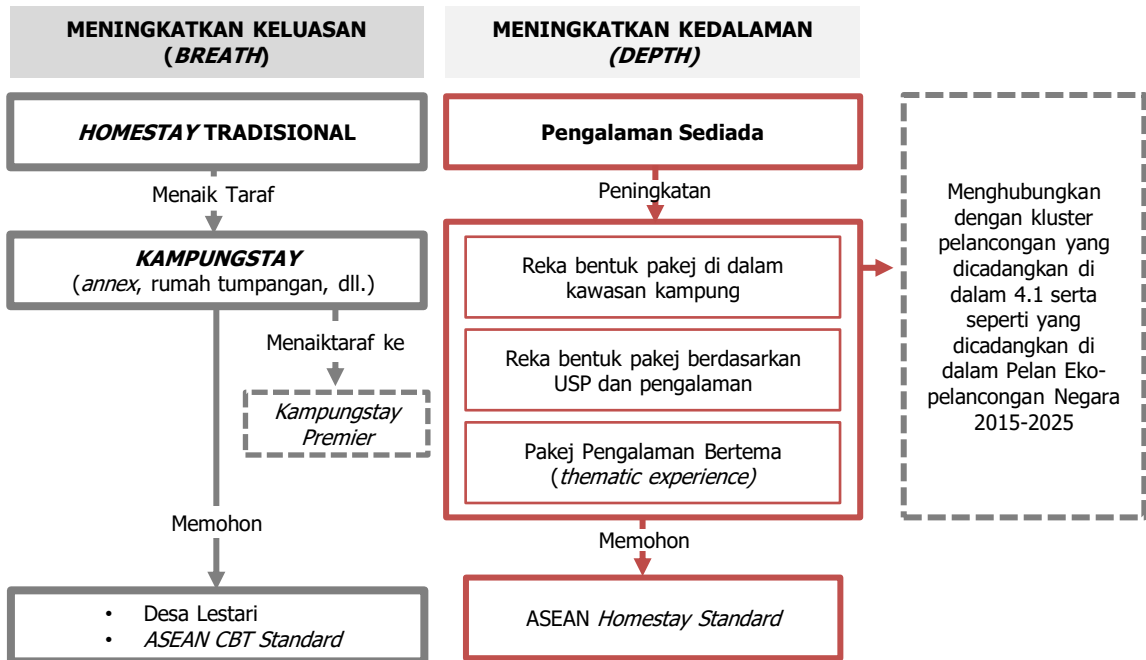 MENINGKATKAN KELUASAN
(BREATH)
HOMESTAY TRADISIONAL
Menaik Taraf
KAMPUNGSTAY
(annex, rumah tumpangan, dll.)
Menaiktaraf ke
Kampungstay
Premier
Memohon
• Desa Lestari
• ASEAN CBT Standard
MENINGKATKAN KEDALAMAN
(DEPTH)
Pengalaman Sediada
Peningkatan
Reka bentuk pakej di dalam
kawasan kampung
Reka bentuk pakej berdasarkan
USP dan pengalaman
Pakej Pengalaman Bertema
(thematic experience)
Memohon
ASEAN Homestay Standard
Menghubungkan
dengan kluster
pelancongan yang
dicadangkan di
dalam 4.1 serta
seperti yang
dicadangkan di
dalam Pelan Eko-
pelancongan Negara
2015-2025